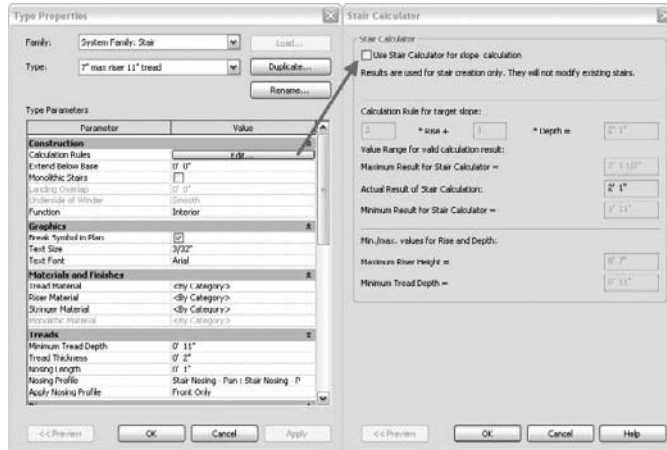 Type Properties
Family: System Family: Stair Load...
Type: 7" max riser 11" tread Duplicate...
Rename...
Type Parameters
Parameter Value
Construction
Calculation Rules Edit...
Extend Below Base 0' 0"
Monolithic Stairs
Landing Overlap 0' 0"
Underside of Winder Smooth
Function Interior
Graphics
Break Symbol in Plan
Text Size 3/32"
Text Font Arial
Materials and Finishes
Tread Material <By Category>
Riser Material <By Category>
Stringer Material <By Category>
Monolithic Material <By Category>
Treads
Minimum Tread Depth 0' 11"
Tread Thickness 0' 2"
Nosing Length 0' 1"
Nosing Profile Stair Nosing - Pan : Stair Nosing - P
Apply Nosing Profile Front Only
<< Preview OK Cancel Apply
Stair Calculator
Stair Calculator
Use Stair Calculator for slope calculation
Results are used for stair creation only. They will not modify existing stairs.
Calculation Rule for target slope:
2 * Rise + 1 * Depth = 2' 1"
Value Range for valid calculation result:
Maximum Result for Stair Calculator = 2' 1 1/2"
Actual Result of Stair Calculation: 2' 1"
Minimum Result for Stair Calculator = 1' 11"
Min./max. values for Rise and Depth:
Maximum Riser Height = 0' 7"
Minimum Tread Depth = 0' 11"
<< Preview OK Cancel Help